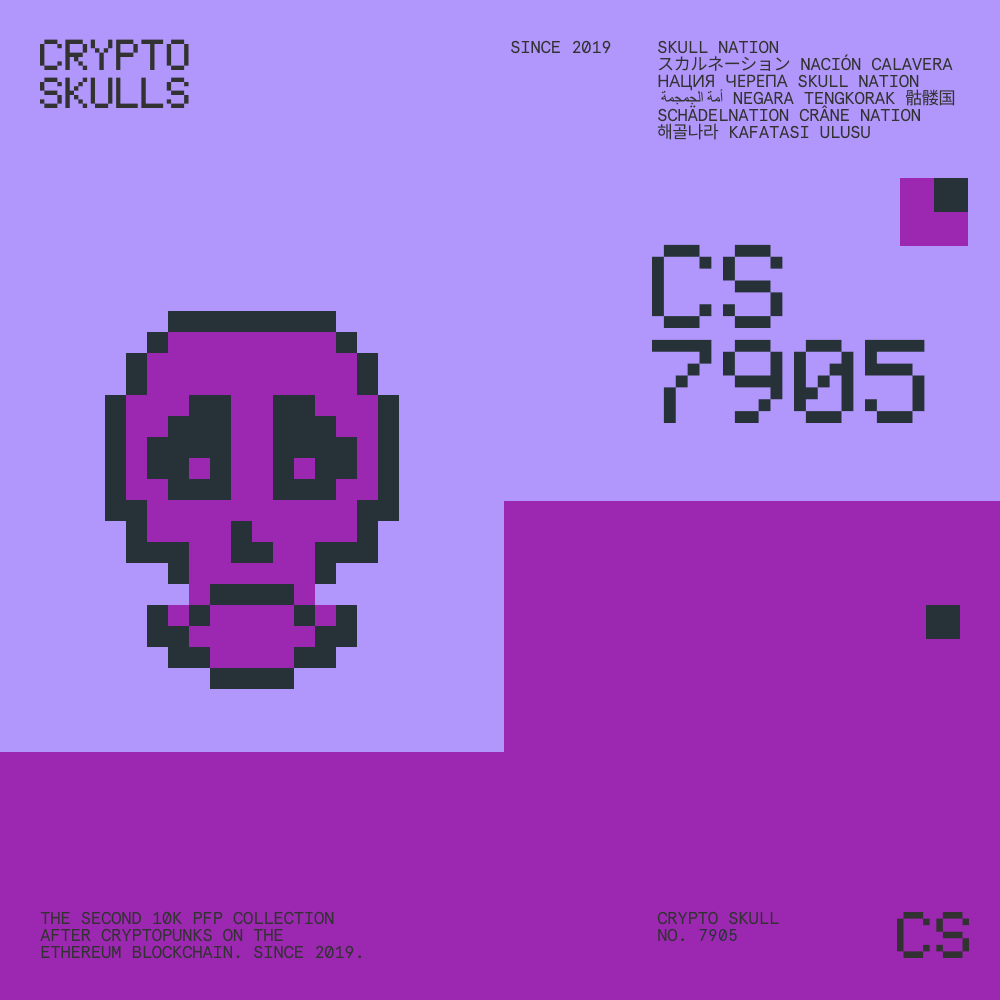 CRYPTO
SKULLS
SINCE 2019
SKULL NATION
スカルネーション NACIÓN CALAVERA
НАЦИЯ ЧЕРЕПА SKULL NATION
أمة الجمجمة NEGARA TENGKORAK 骷髅国
SCHÄDELNATION CRÂNE NATION
해골나라 KAFATASI ULUSU
CS
7905
THE SECOND 10K PFP COLLECTION
AFTER CRYPTOPUNKS ON THE
ETHEREUM BLOCKCHAIN. SINCE 2019.
CRYPTO SKULL
NO. 7905
CS